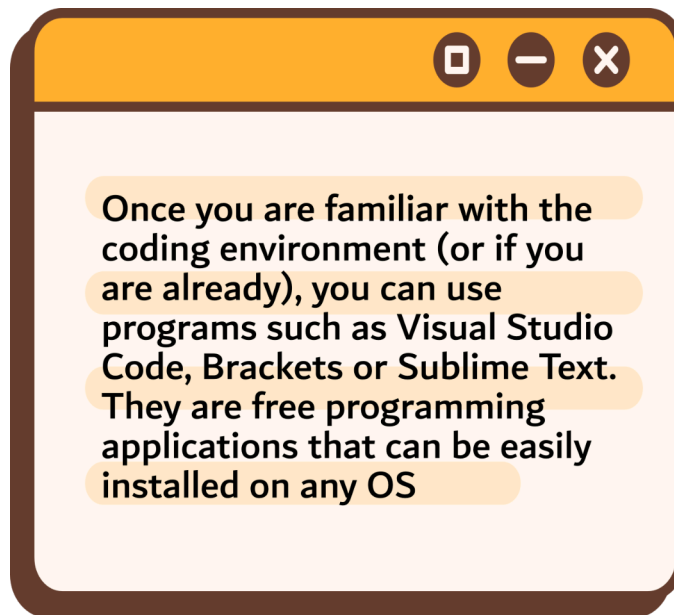 Once you are familiar with the
coding environment (or if you
are already), you can use
programs such as Visual Studio
Code, Brackets or Sublime Text.
They are free programming
applications that can be easily
installed on any OS